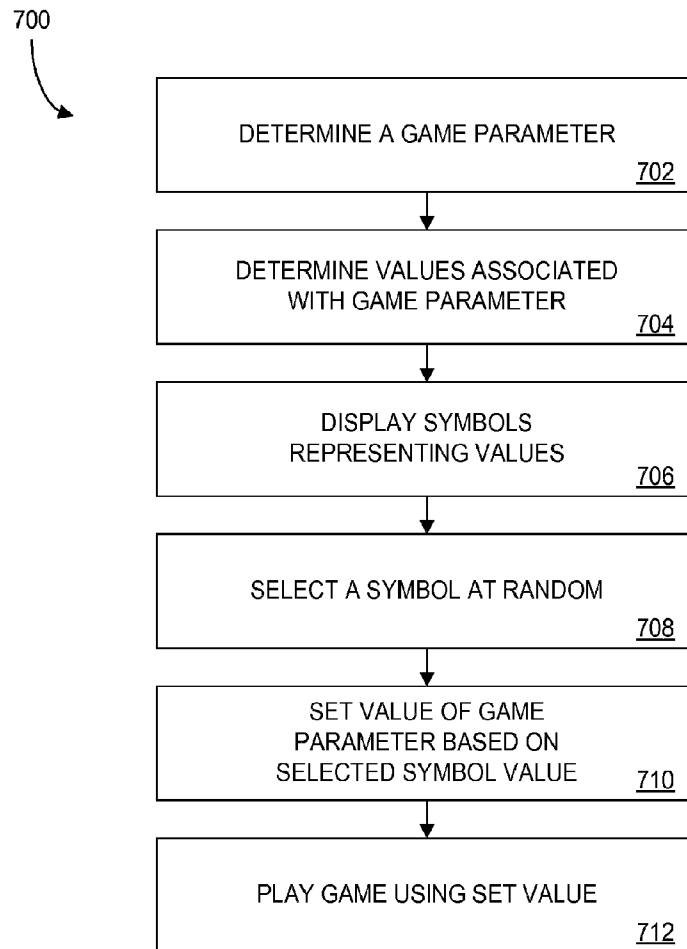 700
DETERMINE A GAME PARAMETER
702
DETERMINE VALUES ASSOCIATED
WITH GAME PARAMETER
704
DISPLAY SYMBOLS
REPRESENTING VALUES
706
SELECT A SYMBOL AT RANDOM
708
SET VALUE OF GAME
PARAMETER BASED ON
SELECTED SYMBOL VALUE
710
PLAY GAME USING SET VALUE
712